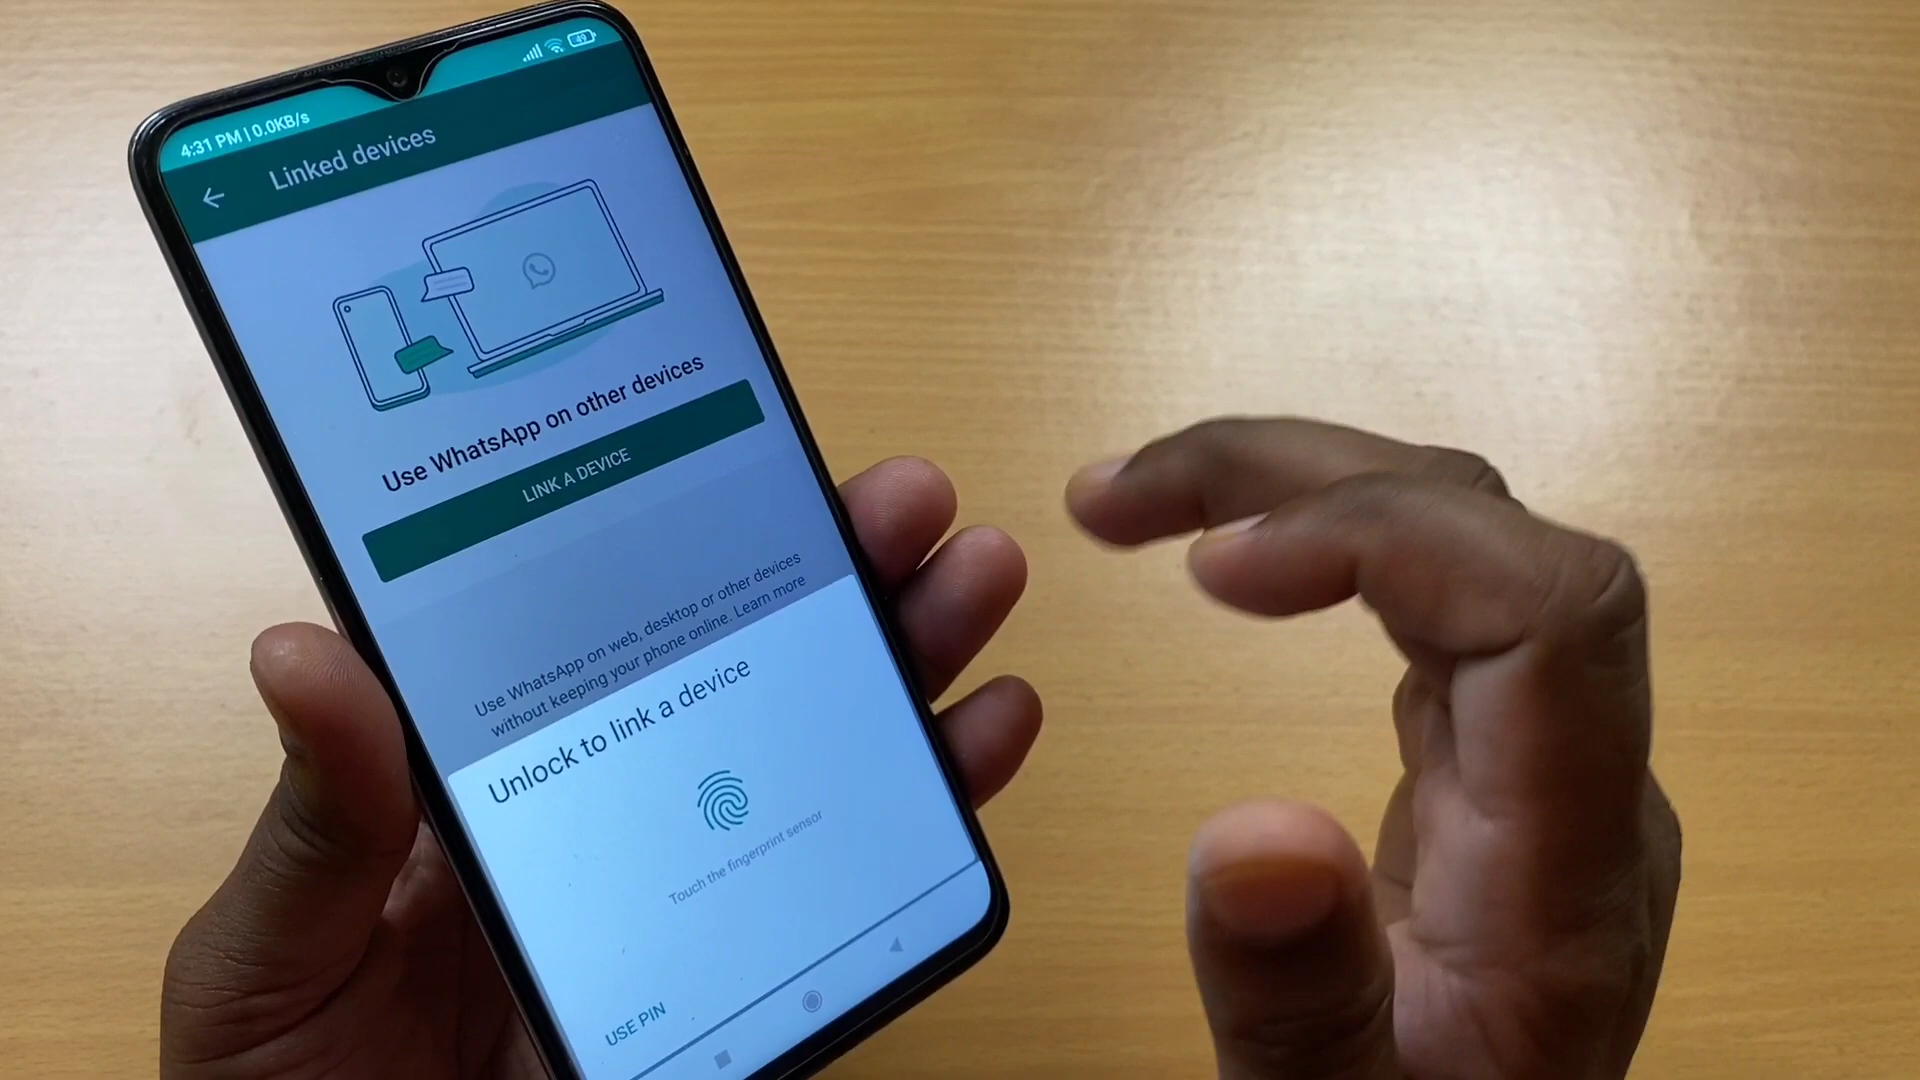 4:31 PM | 0.0KB/s
49
Linked devices
Use WhatsApp on other devices
LINK A DEVICE
Use WhatsApp on web, desktop or other devices
without keeping your phone online. Learn more
Unlock to link a device
Touch the fingerprint sensor
USE PIN